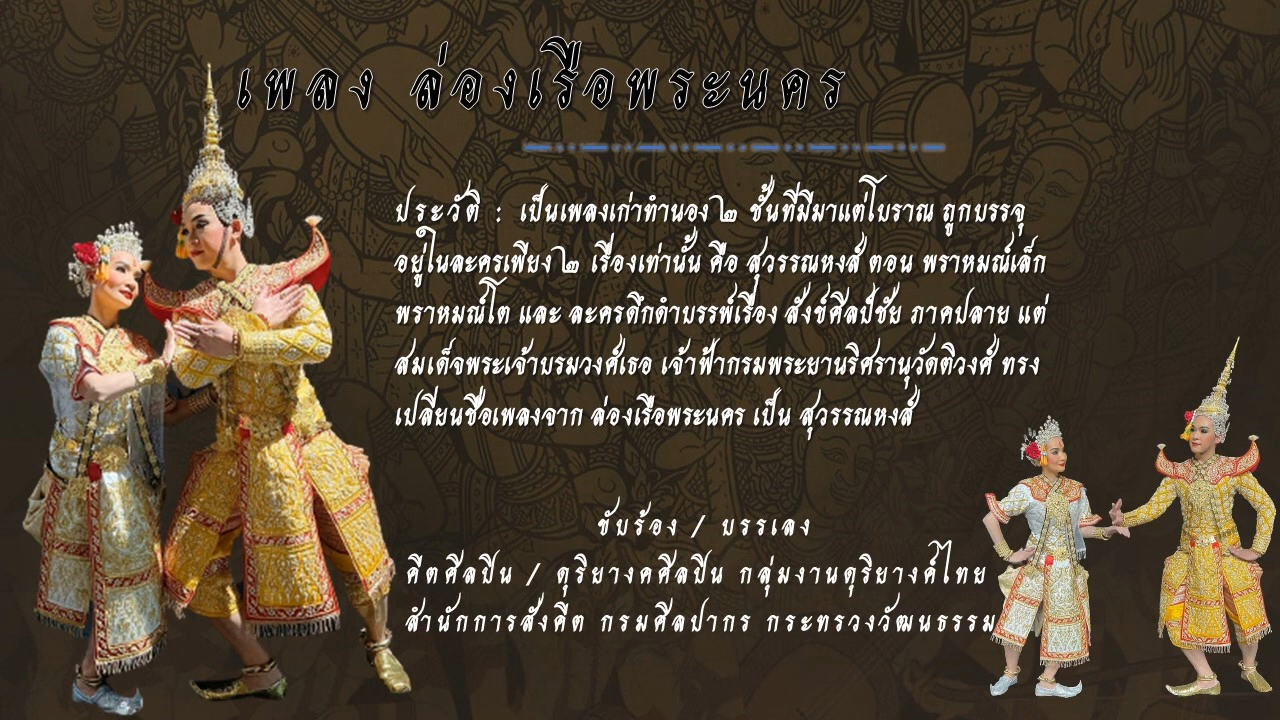 เพลง ล่องเรือพระนคร
ประวัติ : เป็นเพลงเก่าทำนอง ๒ ชั้นที่มีมาแต่โบราณ ถูกบรรจุ
อยู่ในละครเพียง ๒ เรื่องเท่านั้น คือ สุวรรณหงส์ ตอน พราหมณ์เล็ก
พราหมณ์โต และ ละครดึกดำบรรพ์เรื่อง สังข์ศิลป์ชัย ภาคปลาย แต่
สมเด็จพระเจ้าบรมวงศ์เธอ เจ้าฟ้ากรมพระยานริศรานุวัดติวงศ์ ทรง
เปลี่ยนชื่อเพลงจาก ล่องเรือพระนคร เป็น สุวรรณหงส์
ขับร้อง / บรรเลง
คีตศิลปิน / ดุริยางคศิลปิน กลุ่มงานดุริยางค์ไทย
สำนักการสังคีต กรมศิลปากร กระทรวงวัฒนธรรม